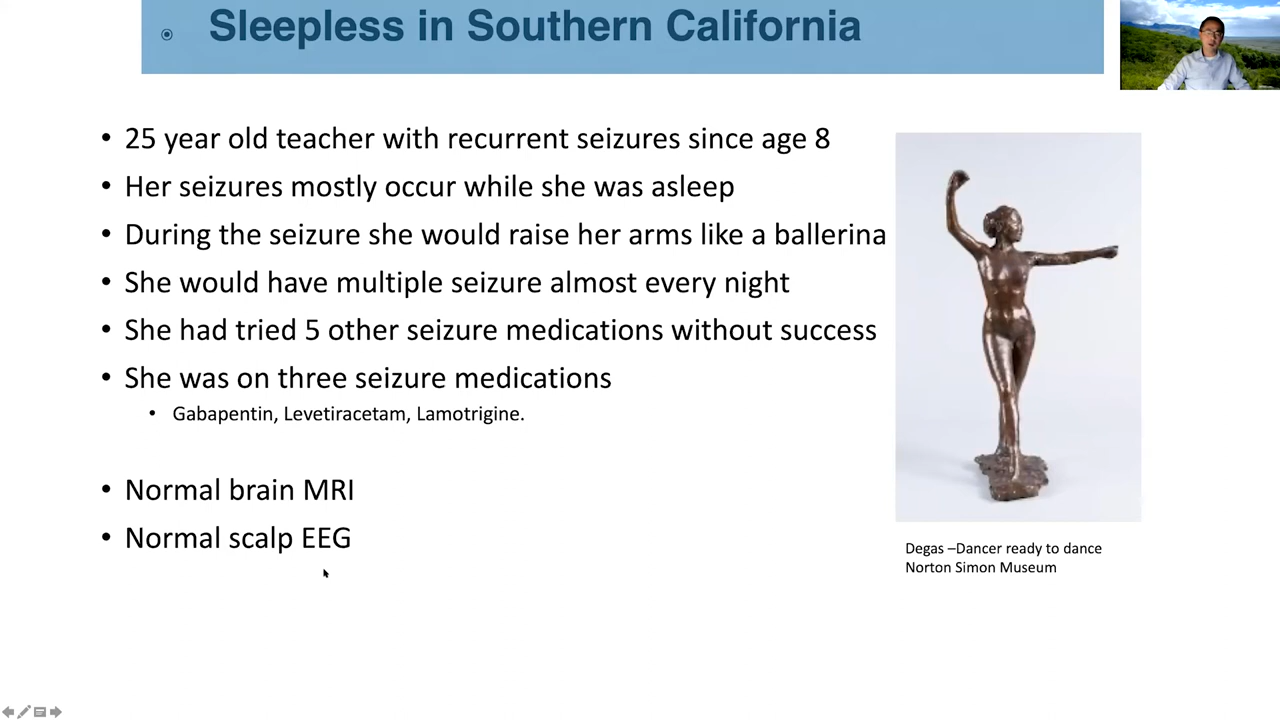 Sleepless in Southern California
• 25 year old teacher with recurrent seizures since age 8
• Her seizures mostly occur while she was asleep
• During the seizure she would raise her arms like a ballerina
• She would have multiple seizure almost every night
• She had tried 5 other seizure medications without success
• She was on three seizure medications
• Gabapentin, Levetiracetam, Lamotrigine.
• Normal brain MRI
• Normal scalp EEG
Degas –Dancer ready to dance
Norton Simon Museum